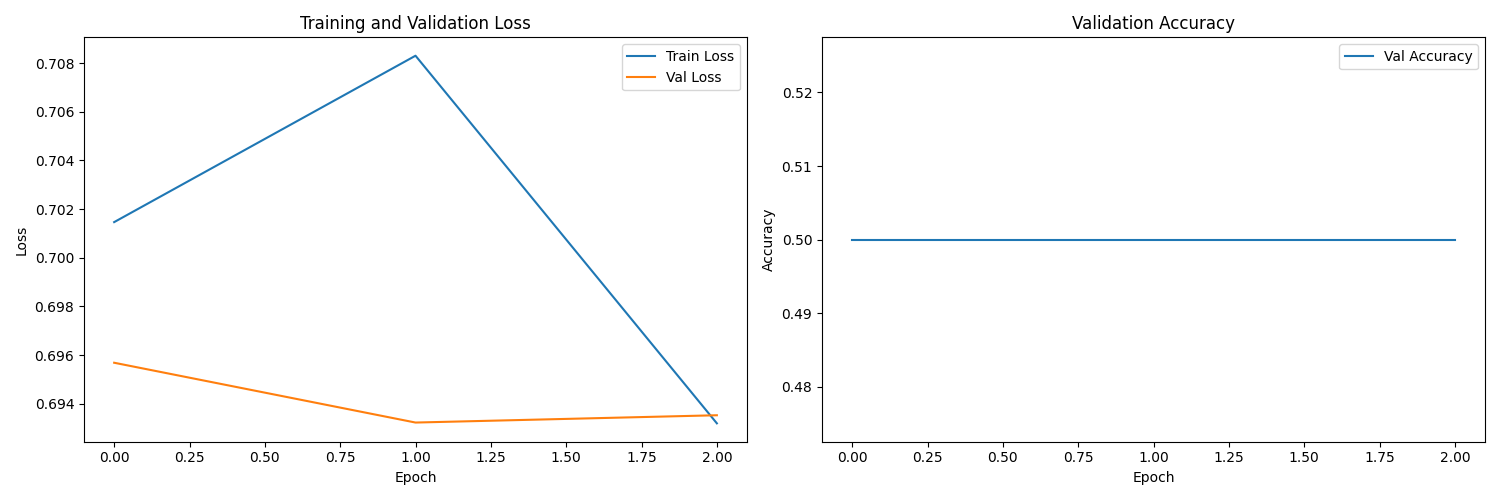 Training and Validation Loss
Train Loss
Val Loss
0.708
0.706
0.704
0.702
0.700
0.698
0.696
0.694
Loss
0.00 0.25 0.50 0.75 1.00 1.25 1.50 1.75 2.00
Epoch
Validation Accuracy
Val Accuracy
0.52
0.51
0.50
0.49
0.48
Accuracy
0.00 0.25 0.50 0.75 1.00 1.25 1.50 1.75 2.00
Epoch